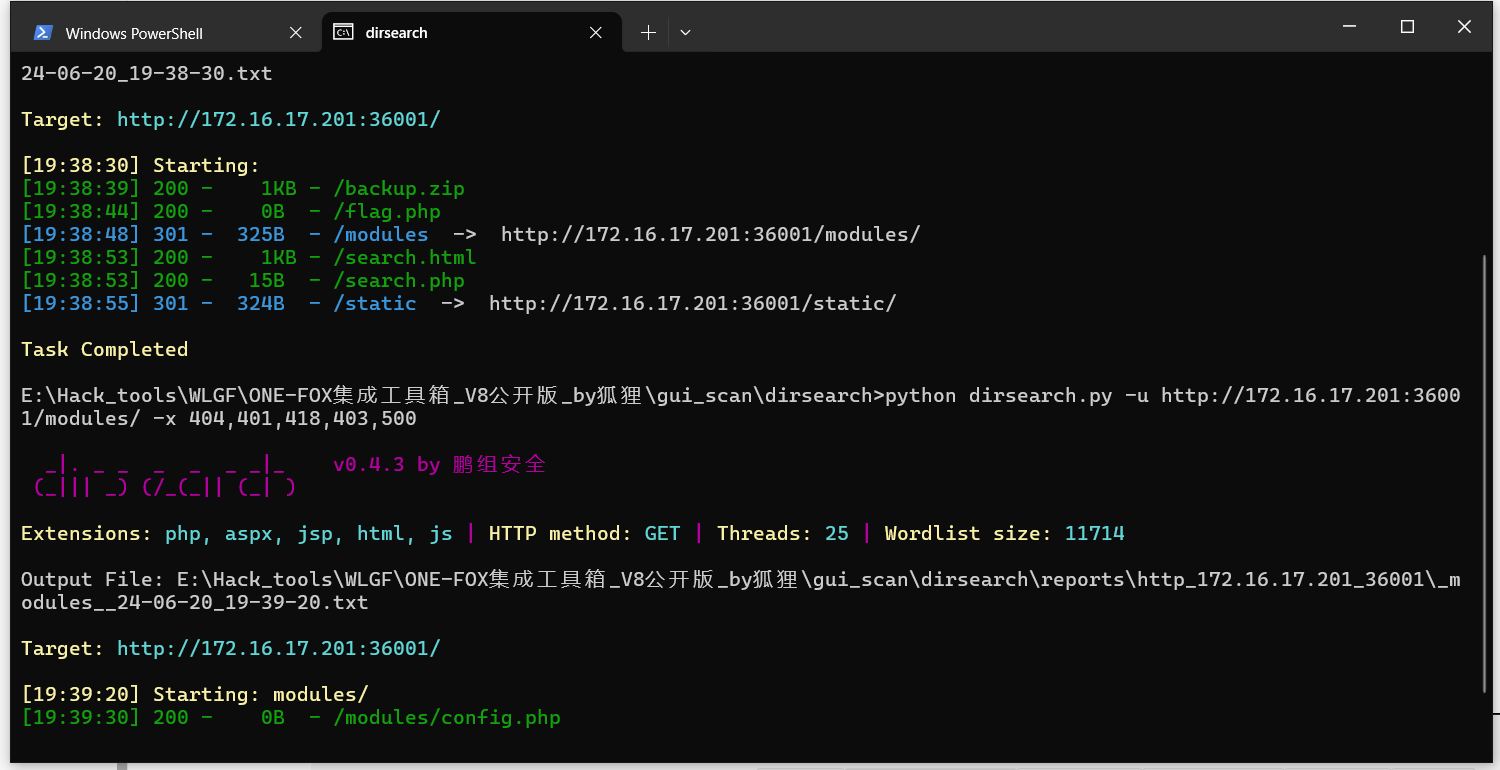 Windows PowerShell
dirsearch
24-06-20_19-38-30.txt
Target: http://172.16.17.201:36001/
[19:38:30] Starting:
[19:38:39] 200 -    1KB - /backup.zip
[19:38:44] 200 -    0B  - /flag.php
[19:38:48] 301 -  325B  - /modules  ->  http://172.16.17.201:36001/modules/
[19:38:53] 200 -    1KB - /search.html
[19:38:53] 200 -   15B  - /search.php
[19:38:55] 301 -  324B  - /static  ->  http://172.16.17.201:36001/static/
Task Completed
E:\Hack_tools\WLGF\ONE-FOX集成工具箱_V8公开版_by狐狸\gui_scan\dirsearch>python dirsearch.py -u http://172.16.17.201:3600
1/modules/ -x 404,401,418,403,500
  _|. _ _  _  _  _ _|_    v0.4.3 by 鹏组安全
 (_||| _) (/_(_|| (_| )
Extensions: php, aspx, jsp, html, js | HTTP method: GET | Threads: 25 | Wordlist size: 11714
Output File: E:\Hack_tools\WLGF\ONE-FOX集成工具箱_V8公开版_by狐狸\gui_scan\dirsearch\reports\http_172.16.17.201_36001\_m
odules__24-06-20_19-39-20.txt
Target: http://172.16.17.201:36001/
[19:39:20] Starting: modules/
[19:39:30] 200 -    0B  - /modules/config.php